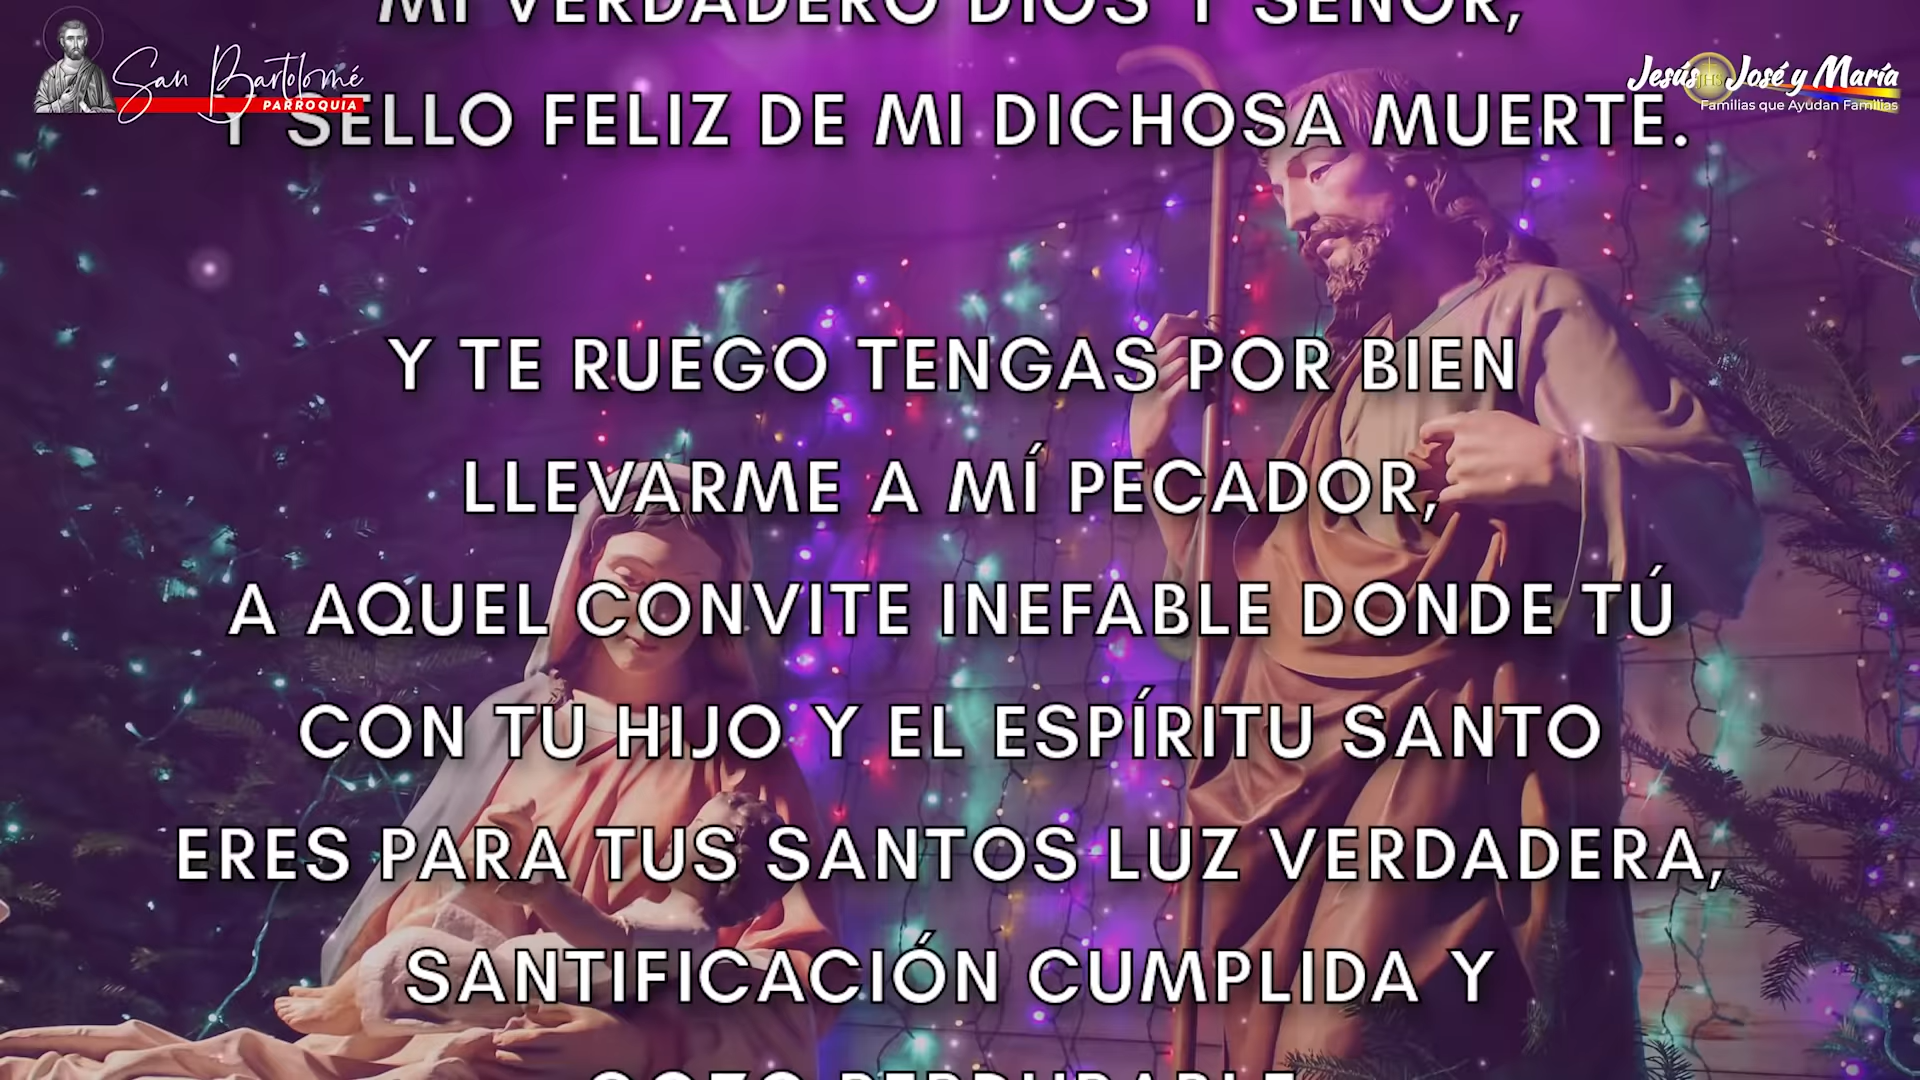 MI VERDADERO DIOS Y SEÑOR,
San Bartolomé
PARROQUIA
Jesús José y María
Familias que Ayudan Familias
Y SELLO FELIZ DE MI DICHOSA MUERTE.
Y TE RUEGO TENGAS POR BIEN
LLEVARME A MÍ PECADOR,
A AQUEL CONVITE INEFABLE DONDE TÚ
CON TU HIJO Y EL ESPÍRITU SANTO
ERES PARA TUS SANTOS LUZ VERDADERA,
SANTIFICACIÓN CUMPLIDA Y